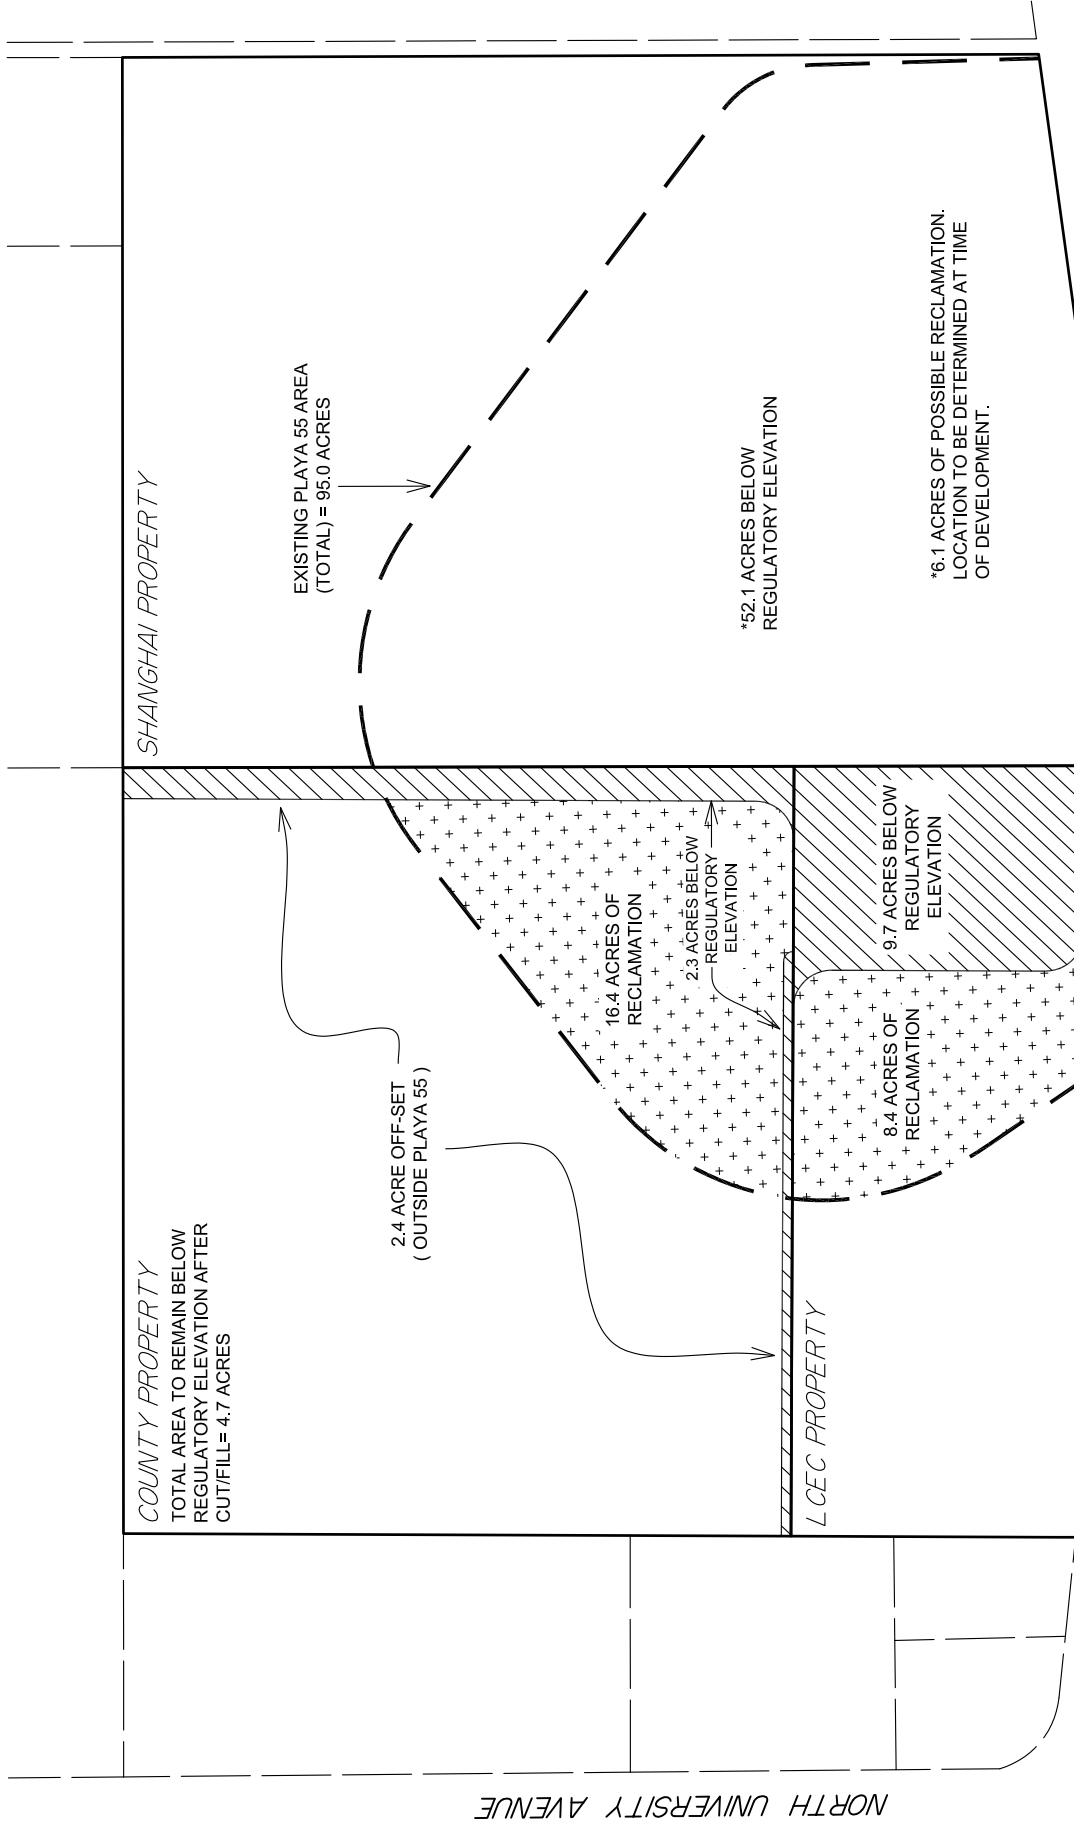 COUNTY PROPERTY
TOTAL AREA TO REMAIN BELOW
REGULATORY ELEVATION AFTER
CUT/FILL= 4.7 ACRES
SHANGHAI PROPERTY
EXISTING PLAYA 55 AREA
(TOTAL) = 95.0 ACRES
2.4 ACRE OFF-SET
( OUTSIDE PLAYA 55 )
16.4 ACRES OF
RECLAMATION
2.3 ACRES BELOW
REGULATORY
ELEVATION
*52.1 ACRES BELOW
REGULATORY ELEVATION
LCEC PROPERTY
8.4 ACRES OF
RECLAMATION
9.7 ACRES BELOW
REGULATORY
ELEVATION
*6.1 ACRES OF POSSIBLE RECLAMATION.
LOCATION TO BE DETERMINED AT TIME
OF DEVELOPMENT.
NORTH UNIVERSITY AVENUE